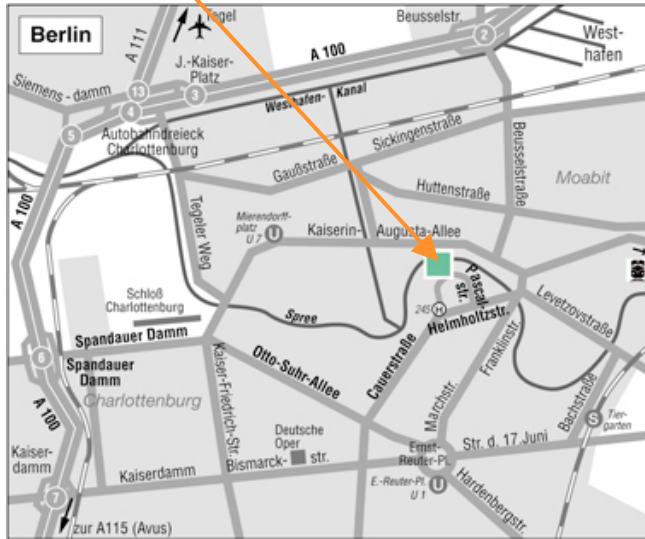 Berlin
Tegel
A 111
A 100
Beusselstr.
2
West-
hafen
J.-Kaiser-
Platz
Siemens-damm
13
3
4
5
Westhafen-
Kanal
Autobahndreieck
Charlottenburg
Sickingenstraße
Beusselstraße
Gaußstraße
A 100
Huttenstraße
Moabit
Tegeler Weg
Mierendorff-
platz
U 7
U
Kaiserin-
Augusta-Allee
Pascal-
str.
Schloß
Charlottenburg
Spree
245
H
Helmholtzstr.
Levetzovstraße
Spandauer Damm
6
Spandauer
Damm
Otto-Suhr-Allee
Cauerstraße
Franklinstr.
Kaiser-Friedrich-Str.
Charlottenburg
Marchstr.
Bachstraße
S
Tier-
garten
A 100
Deutsche
Oper
Ernst-
Reuter-Pl.
Str. d. 17.Juni
Kaiser-
damm
Kaiserdamm
Bismarck-
str.
7
E.-Reuter-Pl.
U 1
U
Hardenbergstr.
zur A115 (Avus)